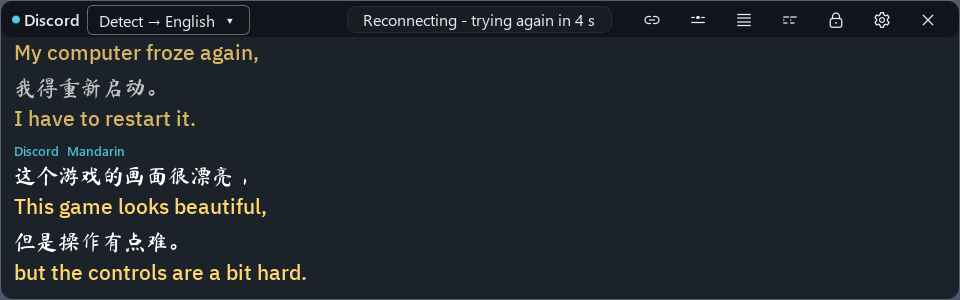 Discord
Detect → English
Reconnecting - trying again in 4 s
My computer froze again,
我得重新启动。
I have to restart it.
Discord Mandarin
这个游戏的画面很漂亮，
This game looks beautiful,
但是操作有点难。
but the controls are a bit hard.